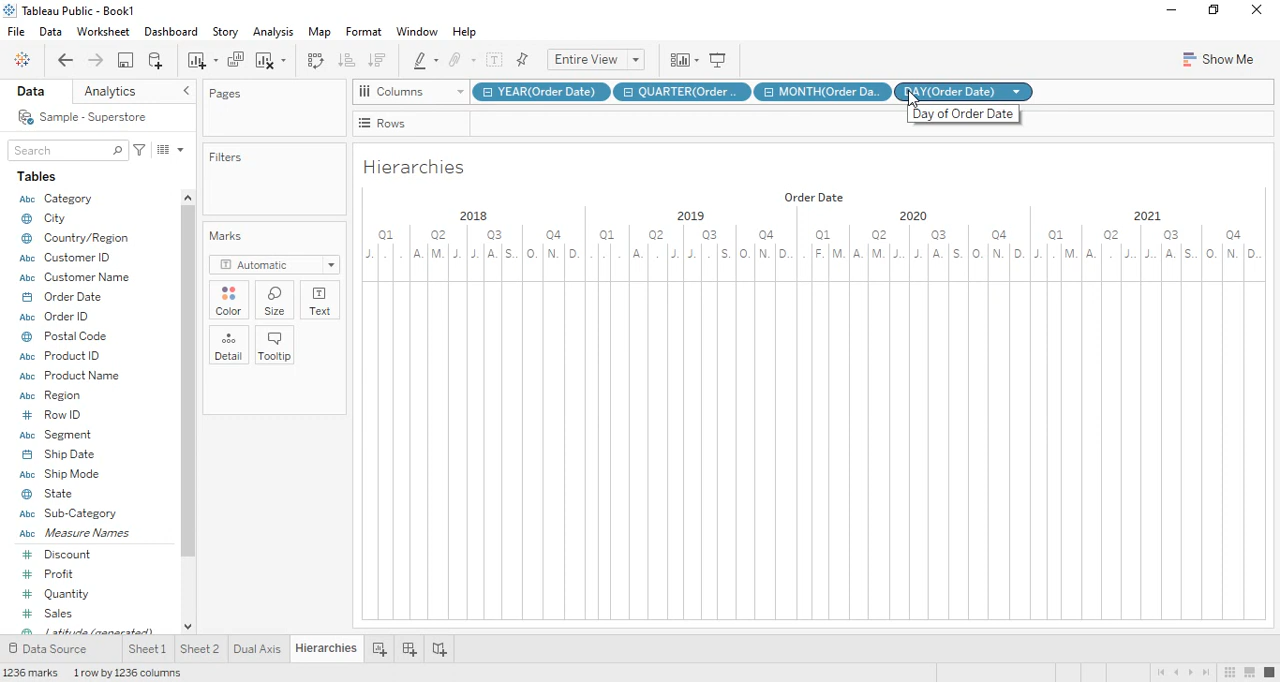 Tableau Public - Book1
File Data Worksheet Dashboard Story Analysis Map Format Window Help
Entire View
Show Me
Data Analytics
Pages
Columns YEAR(Order Date) QUARTER(Order .. MONTH(Order Da.. DAY(Order Date)
Day of Order Date
Sample - Superstore
Rows
Search
Filters
Hierarchies
Tables
Category
City
Country/Region
Customer ID
Customer Name
Order Date
Order ID
Postal Code
Product ID
Product Name
Region
Row ID
Segment
Ship Date
Ship Mode
State
Sub-Category
Measure Names
Discount
Profit
Quantity
Sales
Latitude (generated)
Marks
Automatic
Color Size Text
Detail Tooltip
Order Date
2018 2019 2020 2021
Q1 Q2 Q3 Q4 Q1 Q2 Q3 Q4 Q1 Q2 Q3 Q4 Q1 Q2 Q3 Q4
J. . . A. M. J. J. A. S.. O. N. D. . . . A. . J. J. . S. O. N. D.. . F. M. A. M. J.. J. A. S. O. N. D. J. . M. A. . J.. J.. A. S.. O. N. D..
Data Source Sheet 1 Sheet 2 Dual Axis Hierarchies
1236 marks 1 row by 1236 columns